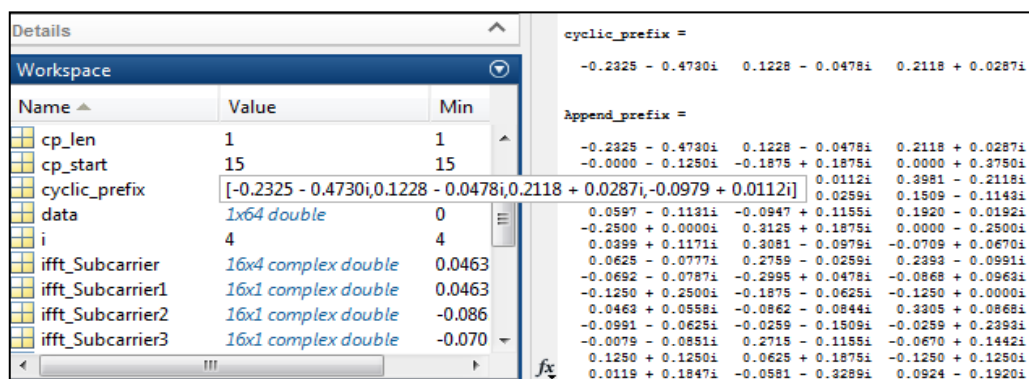 Details
Workspace
Name Value Min
cp_len 1 1
cp_start 15 15
cyclic_prefix [-0.2325 - 0.4730i,0.1228 - 0.0478i,0.2118 + 0.0287i,-0.0979 + 0.0112i]
data 1x64 double 0
i 4 4
ifft_Subcarrier 16x4 complex double 0.0463
ifft_Subcarrier1 16x1 complex double 0.0463
ifft_Subcarrier2 16x1 complex double -0.086
ifft_Subcarrier3 16x1 complex double -0.070
fx
cyclic_prefix =
-0.2325 - 0.4730i 0.1228 - 0.0478i 0.2118 + 0.0287i
Append_prefix =
-0.2325 - 0.4730i 0.1228 - 0.0478i 0.2118 + 0.0287i
-0.0000 - 0.1250i -0.1875 + 0.1875i 0.0000 + 0.3750i
0.0112i 0.3981 - 0.2118i
0.0259i 0.1509 - 0.1143i
0.0597 - 0.1131i -0.0947 + 0.1155i 0.1920 - 0.0192i
-0.2500 + 0.0000i 0.3125 + 0.1875i 0.0000 - 0.2500i
0.0399 + 0.1171i 0.3081 - 0.0979i -0.0709 + 0.0670i
0.0625 - 0.0777i 0.2759 - 0.0259i 0.2393 - 0.0991i
-0.0692 - 0.0787i -0.2995 + 0.0478i -0.0868 + 0.0963i
-0.1250 + 0.2500i -0.1875 - 0.0625i -0.1250 + 0.0000i
0.0463 + 0.0558i -0.0862 - 0.0844i 0.3305 + 0.0868i
-0.0991 - 0.0625i -0.0259 - 0.1509i -0.0259 + 0.2393i
-0.0079 - 0.0851i 0.2715 - 0.1155i -0.0670 + 0.1442i
0.1250 + 0.1250i 0.0625 + 0.1875i -0.1250 + 0.1250i
0.0119 + 0.1847i -0.0581 - 0.3289i 0.0924 - 0.1920i